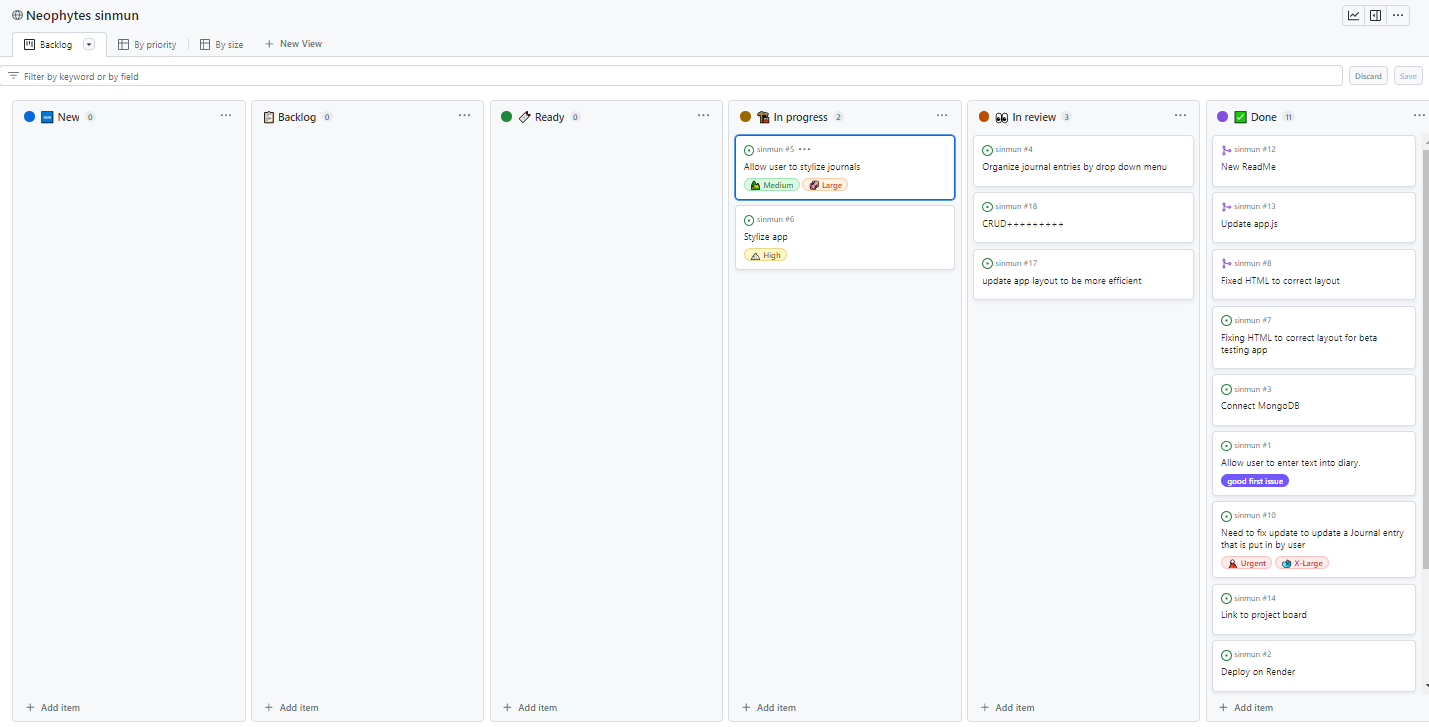 Neophytes sinmun
Backlog
By priority
By size
New View
Filter by keyword or by field
Discard
Save
New 0
Add item
Backlog 0
Add item
Ready 0
Add item
In progress 2
sinmun #5
Allow user to stylize journals
Medium
Large
sinmun #6
Stylize app
High
Add item
In review 3
sinmun #4
Organize journal entries by drop down menu
sinmun #18
CRUD+++++++++
sinmun #17
update app layout to be more efficient
Add item
Done 11
sinmun #12
New ReadMe
sinmun #13
Update app.js
sinmun #8
Fixed HTML to correct layout
sinmun #7
Fixing HTML to correct layout for beta
testing app
sinmun #3
Connect MongoDB
sinmun #1
Allow user to enter text into diary.
good first issue
sinmun #10
Need to fix update to update a Journal entry
that is put in by user
Urgent
X-Large
sinmun #14
Link to project board
sinmun #2
Deploy on Render
Add item